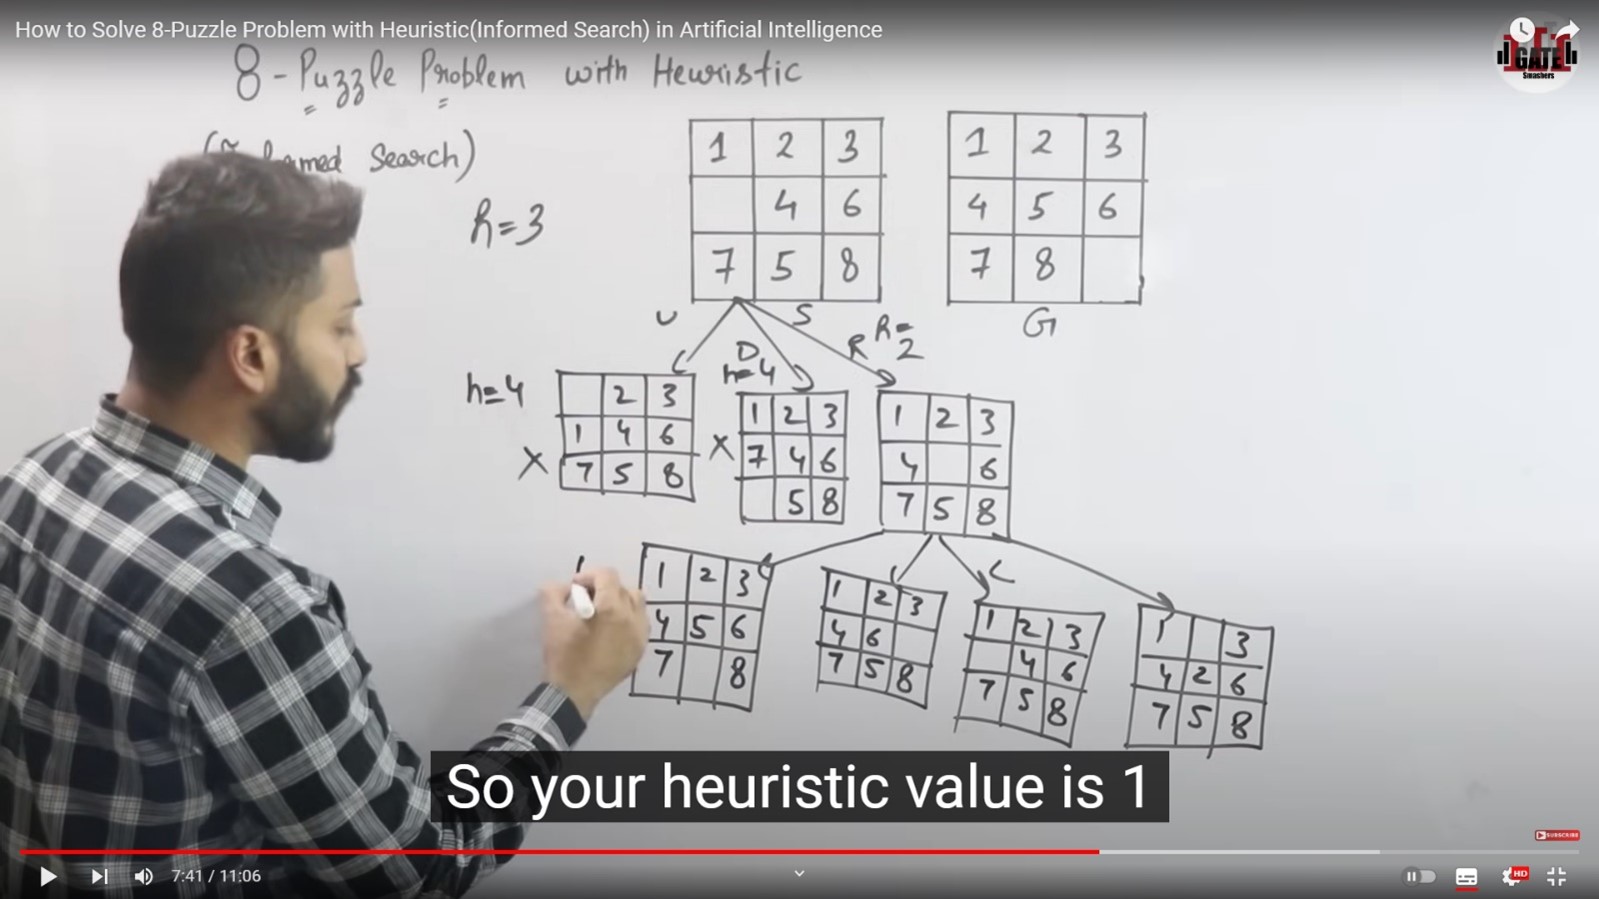 How to Solve 8-Puzzle Problem with Heuristic(Informed Search) in Artificial Intelligence
GATE
Smashers
8-Puzzle Problem with Heuristic
Search)
h=3
1 2 3
4 6
7 5 8
S
1 2 3
4 5 6
7 8
G
U
D
R
h=2
h=4
2 3
1 4 6
7 5 8
X
h=4
1 2 3
7 4 6
5 8
X
1 2 3
4 6
7 5 8
1 2 3
4 5 6
7 8
1 2 3
4 6
7 5 8
L
1 2 3
4 6
7 5 8
1 3
4 2 6
7 5 8
So your heuristic value is 1
SUBSCRIBE
7:41 / 11:06
HD